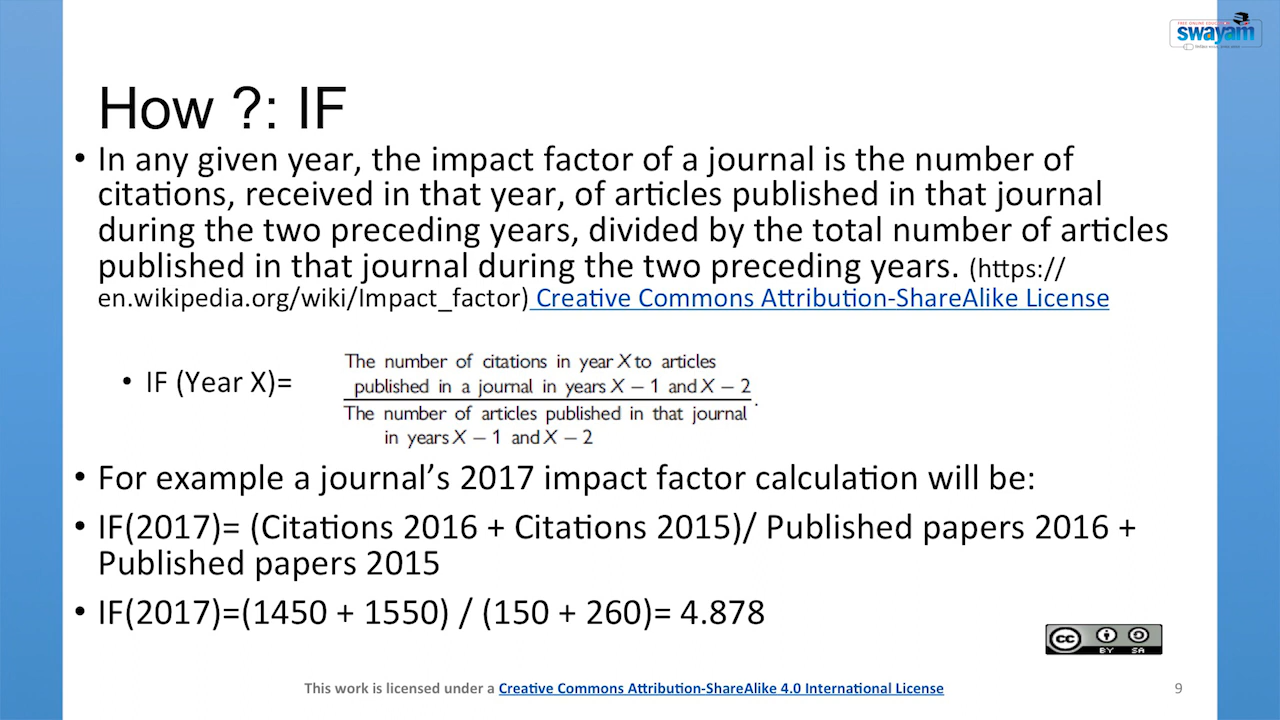 swayam
How ?: IF
• In any given year, the impact factor of a journal is the number of
citations, received in that year, of articles published in that journal
during the two preceding years, divided by the total number of articles
published in that journal during the two preceding years. (https://
en.wikipedia.org/wiki/Impact_factor) Creative Commons Attribution-ShareAlike License
• IF (Year X)=
The number of citations in year X to articles
published in a journal in years X – 1 and X – 2
The number of articles published in that journal
in years X – 1 and X – 2
.
• For example a journal’s 2017 impact factor calculation will be:
• IF(2017)= (Citations 2016 + Citations 2015)/ Published papers 2016 +
Published papers 2015
• IF(2017)=(1450 + 1550) / (150 + 260)= 4.878
cc
BY SA
This work is licensed under a Creative Commons Attribution-ShareAlike 4.0 International License
9